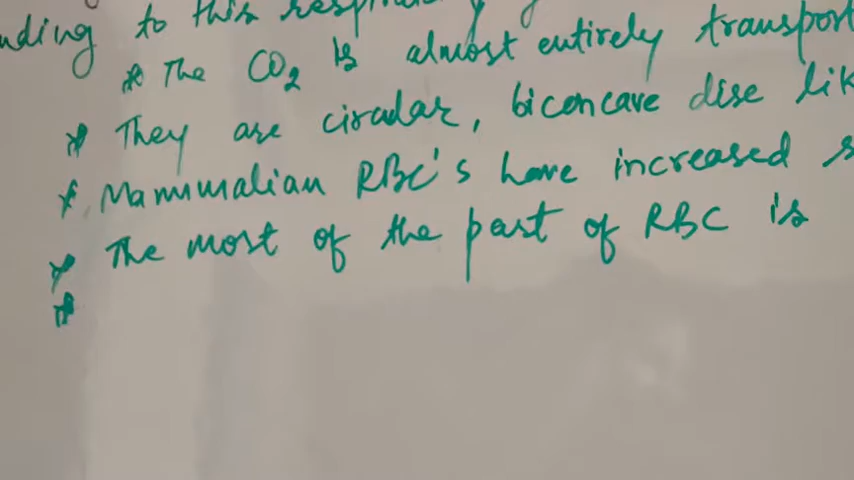 nding to this respiratory
* The CO₂ is almost entirely transport
* They are circular, biconcave disc lik
* Mammalian RBC's have increased s
* The most of the part of RBC is
*